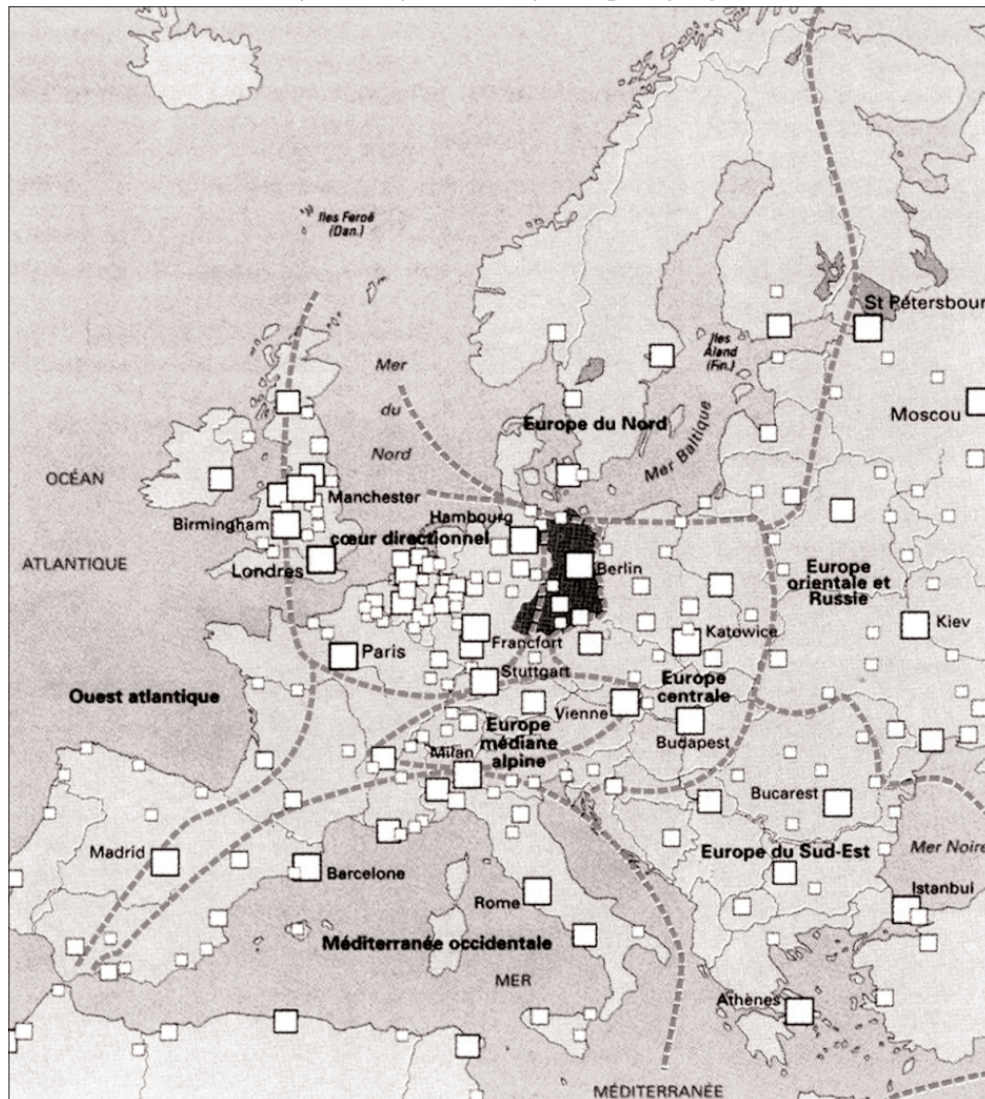 Iles Feroë
(Dan.)
St Pétersbour
Mer
du
Nord
Iles
Åland
(Fin.)
Moscou
Europe du Nord
Mer Baltique
OCÉAN
Manchester
Birmingham
Hambourg
cœur directionnel
ATLANTIQUE
Londres
Berlin
Europe
orientale et
Russie
Kiev
Paris
Francfort
Katowice
Stuttgart
Europe
centrale
Ouest atlantique
Vienne
Europe
médiane
alpine
Milan
Budapest
Bucarest
Madrid
Barcelone
Europe du Sud-Est
Mer Noire
Istanbul
Rome
Méditerranée occidentale
MER
Athènes
MÉDITERRANÉE